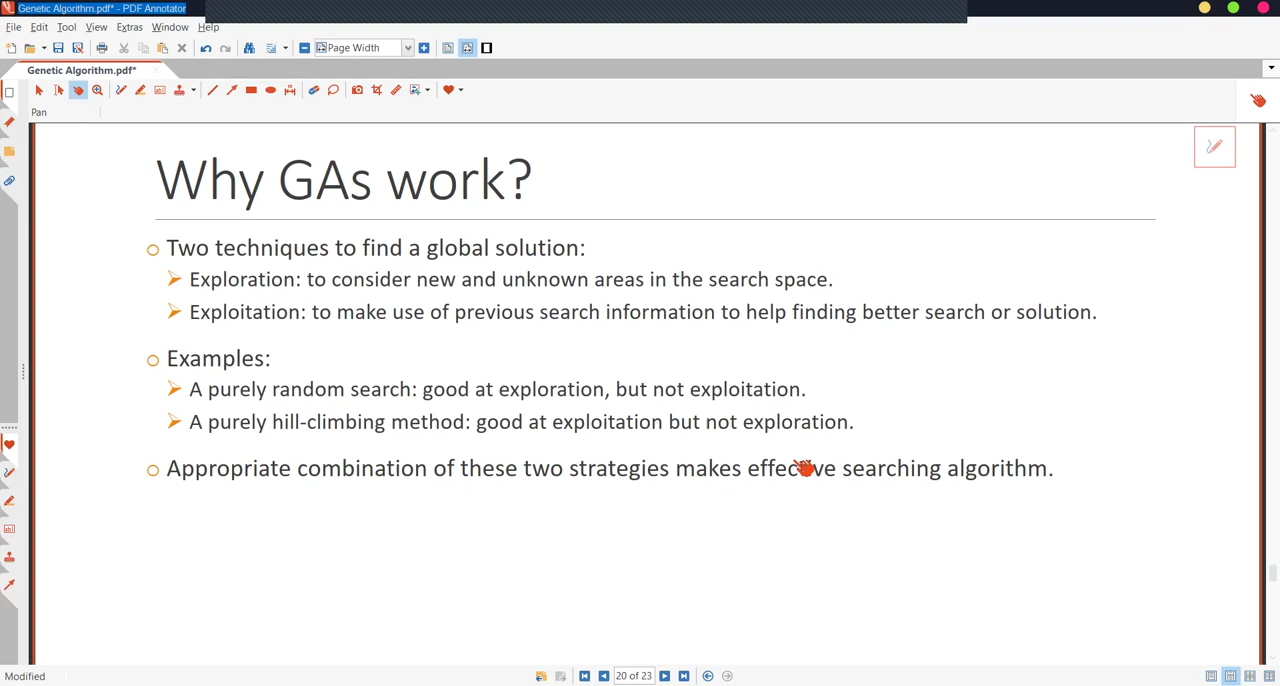 Genetic Algorithm.pdf* - PDF Annotator
File Edit Tool View Extras Window Help
Page Width
Genetic Algorithm.pdf*
Pan
Why GAs work?
Two techniques to find a global solution:
Exploration: to consider new and unknown areas in the search space.
Exploitation: to make use of previous search information to help finding better search or solution.
Examples:
A purely random search: good at exploration, but not exploitation.
A purely hill-climbing method: good at exploitation but not exploration.
Appropriate combination of these two strategies makes effective searching algorithm.
Modified
20 of 23